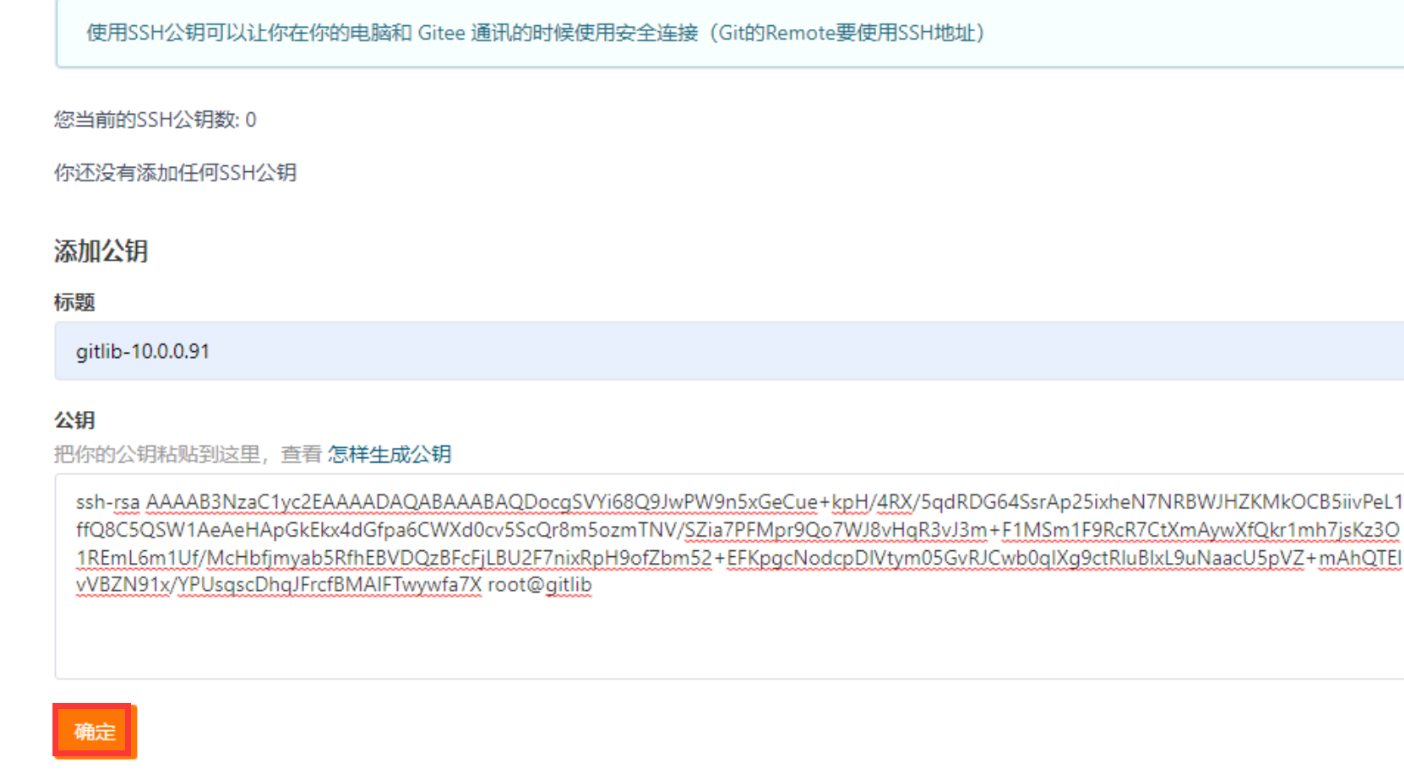 使用SSH公钥可以让你在你的电脑和 Gitee 通讯的时候使用安全连接（Git的Remote要使用SSH地址）
您当前的SSH公钥数: 0
你还没有添加任何SSH公钥
添加公钥
标题
gitlib-10.0.0.91
公钥
把你的公钥粘贴到这里，查看 怎样生成公钥
ssh-rsa AAAAB3NzaC1yc2EAAAADAQABAAABAQDocgSVYi68Q9JwPW9n5xGeCue+kpH/4RX/5qdRDG64SsrAp25ixheN7NRBWJHZKMkOCB5iivPeL1
ffQ8C5QSW1AeAeHApGkEkx4dGfpa6CWXd0cv5ScQr8m5ozmTNV/SZia7PFMpr9Qo7WJ8vHqR3vJ3m+F1MSm1F9RcR7CtXmAywXfQkr1mh7jsKz3O
1REmL6m1Uf/McHbfjmyab5RfhEBVDQzBFcFjLBU2F7nixRpH9ofZbm52+EFKpgcNodcpDlVtym05GvRJCwb0qIXg9ctRluBlxL9uNaacU5pVZ+mAhQTEl
vVBZN91x/YPUsqscDhqJFrcfBMAIFTwywfa7X root@gitlib
确定